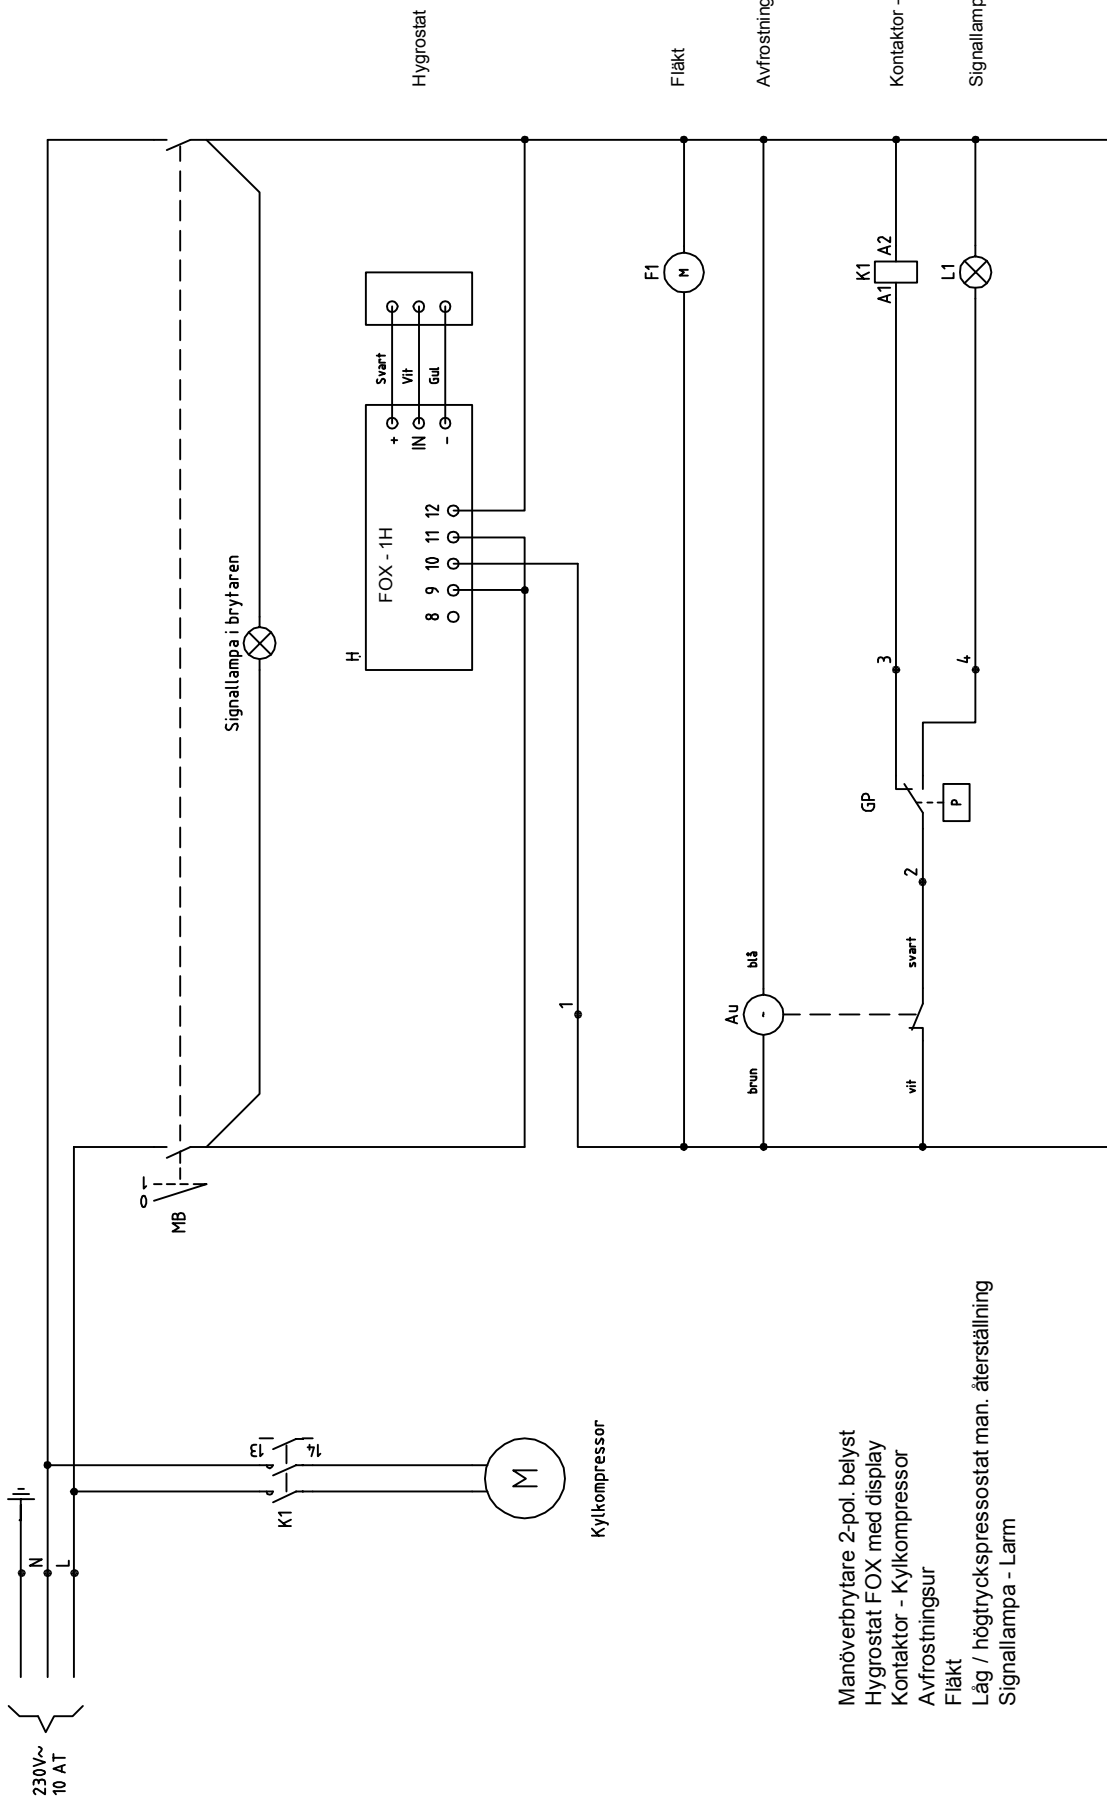 230V~
10 AT
N
L
K1
13
14
M
Kylkompressor
MB
0
1
Signallampa i brytaren
H
FOX - 1H
8
9
10
11
12
+
IN
-
Svart
Vit
Gul
Hygrostat
1
F1
M
Fläkt
Au
~
brun
blå
Avfrostning
vit
svart
2
GP
P
3
4
K1
A1
A2
Kontaktor -
L1
Signallamp
Manöverbrytare 2-pol. belyst
Hygrostat FOX med display
Kontaktor - Kylkompressor
Avfrostningsur
Fläkt
Låg / högtryckspressostat man. återställning
Signallampa - Larm